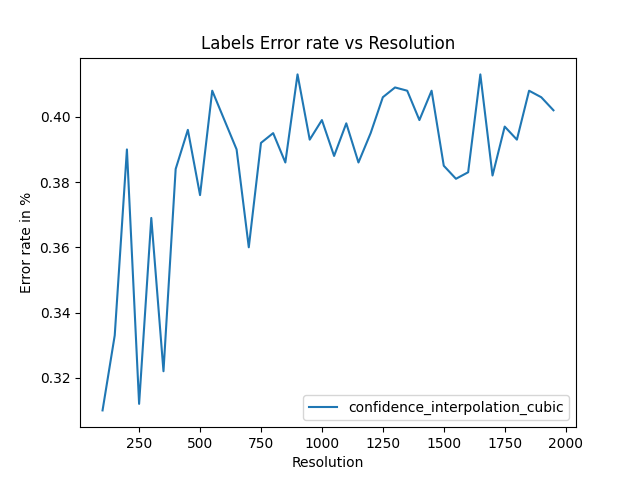 Labels Error rate vs Resolution
Error rate in %
0.40
0.38
0.36
0.34
0.32
confidence_interpolation_cubic
250 500 750 1000 1250 1500 1750 2000
Resolution